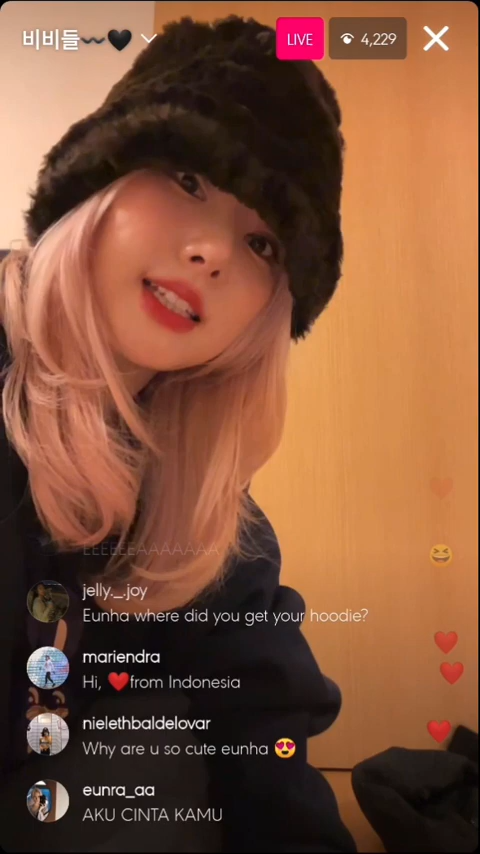 비비들〰️🖤
LIVE
4,229
EEEEEEAAAAAAA
jelly._.joy
Eunha where did you get your hoodie?
mariendra
Hi, ❤️from Indonesia
nielethbaldelovar
Why are u so cute eunha 😍
eunra_aa
AKU CINTA KAMU